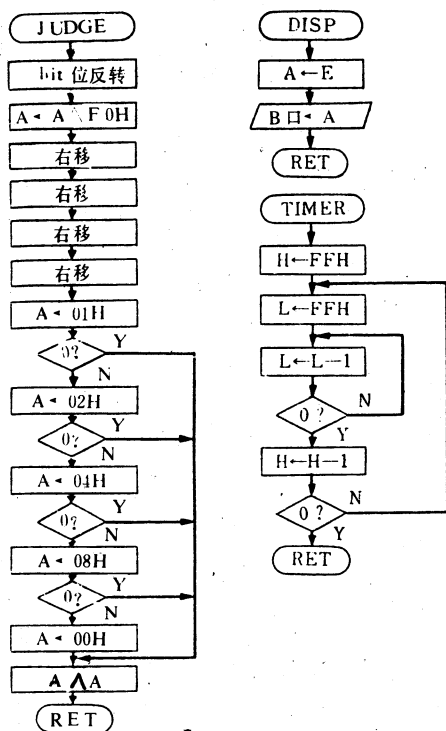 JUDGE
bit 位反转
A← A∧F0H
右移
右移
右移
右移
A← 01H
0?
Y
N
A← 02H
0?
Y
N
A← 04H
0?
Y
N
A← 08H
0?
Y
N
A← 00H
A ∧ A
RET
DISP
A←E
B口←A
RET
TIMER
H←FFH
L←FFH
L←L-1
0?
N
Y
H←H-1
0?
N
Y
RET